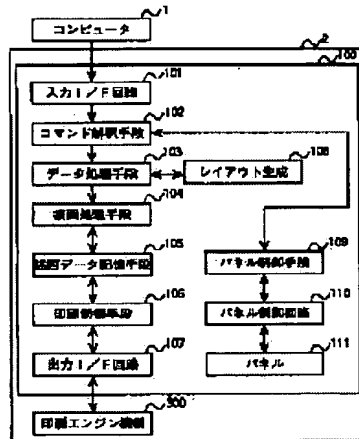 1
コンピュータ
2
100
101
入力I/F回路
102
コマンド解釈手段
103
データ処理手段
108
レイアウト生成
104
描画処理手段
105
描画データ記憶手段
109
パネル制御手段
106
印刷制御手段
110
パネル制御回路
107
出力I/F回路
111
パネル
300
印刷エンジン機構